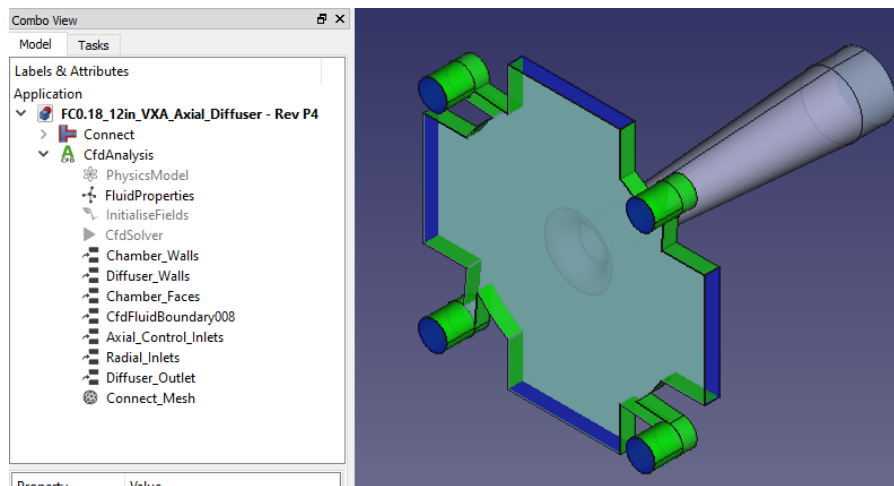 Combo View
Model Tasks
Labels & Attributes
Application
FC0.18_12in_VXA_Axial_Diffuser - Rev P4
Connect
CfdAnalysis
PhysicsModel
FluidProperties
InitialiseFields
CfdSolver
Chamber_Walls
Diffuser_Walls
Chamber_Faces
CfdFluidBoundary008
Axial_Control_Inlets
Radial_Inlets
Diffuser_Outlet
Connect_Mesh
Property Value